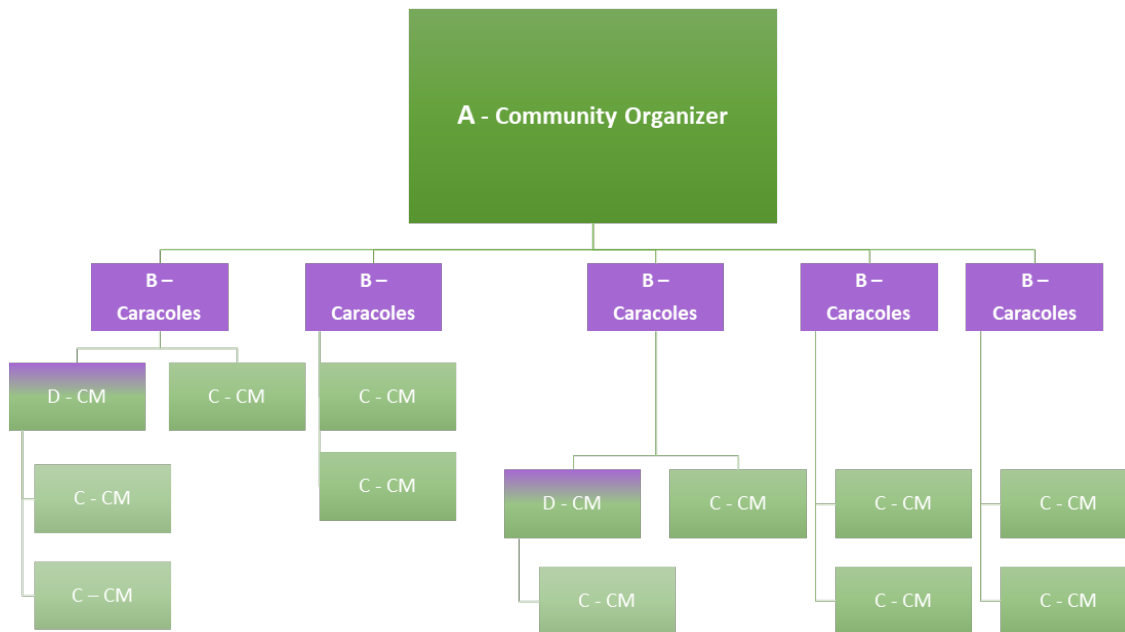 A - Community Organizer
B –
Caracoles
B –
Caracoles
B –
Caracoles
B –
Caracoles
B –
Caracoles
D - CM
C - CM
C - CM
C - CM
C - CM
D - CM
C - CM
C - CM
C - CM
C - CM
C – CM
C - CM
C - CM
C - CM